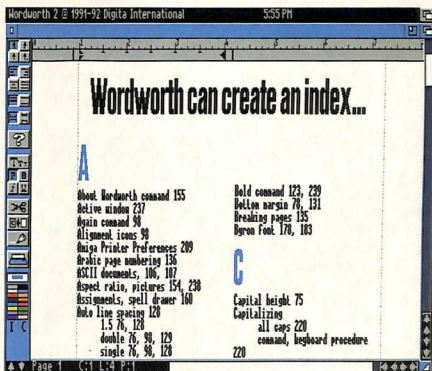 Wordworth 2 © 1991-92 Digita International 5:55 PM
Wordworth can create an index...
A
About Wordworth command 155
Active window 237
Again command 98
Alignment icons 98
Amiga Printer Preferences 209
Arabic page numbering 136
ASCII documents, 106, 107
Aspect ratio, pictures 154, 238
Assignments, spell drawer 160
Auto line spacing 128
1.5 76, 128
double 76, 98, 129
single 76, 98, 128
Bold command 123, 239
Bottom margin 78, 131
Breaking pages 135
Byron Font 178, 183
C
Capital height 75
Capitalizing
all caps 220
command, keyboard procedure
220
Page 1 C:1 L:4 P:1